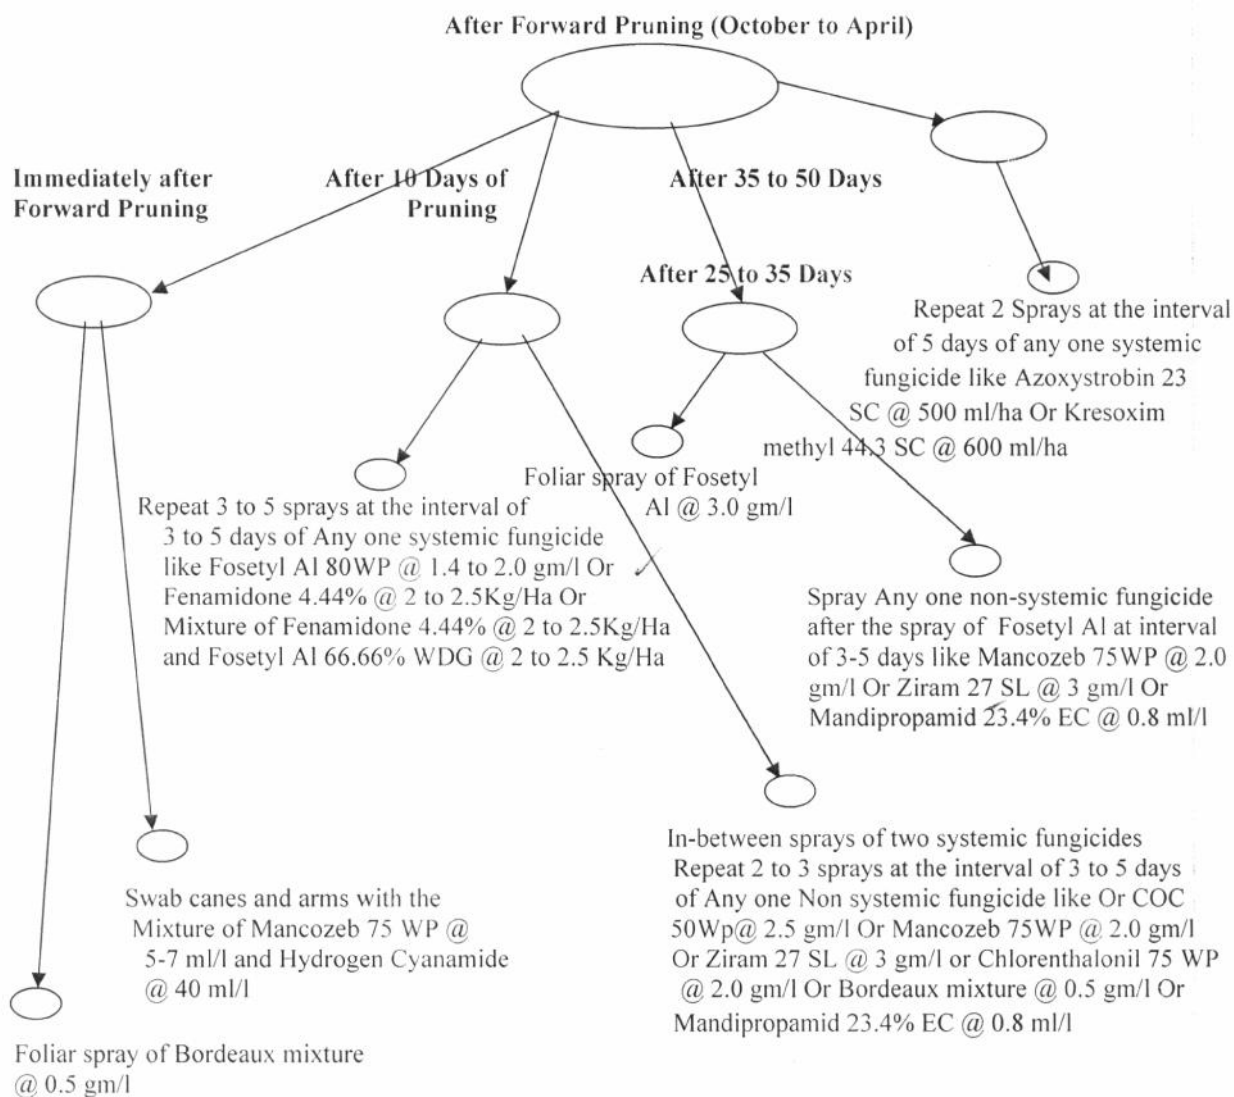 After Forward Pruning (October to April)
Immediately after
Forward Pruning
After 10 Days of
Pruning
After 35 to 50 Days
After 25 to 35 Days
Repeat 2 Sprays at the interval
of 5 days of any one systemic
fungicide like Azoxystrobin 23
SC @ 500 ml/ha Or Kresoxim
methyl 44.3 SC @ 600 ml/ha
Foliar spray of Fosetyl
Al @ 3.0 gm/l
Repeat 3 to 5 sprays at the interval of
3 to 5 days of Any one systemic fungicide
like Fosetyl Al 80WP @ 1.4 to 2.0 gm/l Or
Fenamidone 4.44% @ 2 to 2.5Kg/Ha Or
Mixture of Fenamidone 4.44% @ 2 to 2.5Kg/Ha
and Fosetyl Al 66.66% WDG @ 2 to 2.5 Kg/Ha
Spray Any one non-systemic fungicide
after the spray of Fosetyl Al at interval
of 3-5 days like Mancozeb 75WP @ 2.0
gm/l Or Ziram 27 SL @ 3 gm/l Or
Mandipropamid 23.4% EC @ 0.8 ml/l
In-between sprays of two systemic fungicides
Repeat 2 to 3 sprays at the interval of 3 to 5 days
of Any one Non systemic fungicide like Or COC
50Wp@ 2.5 gm/l Or Mancozeb 75WP @ 2.0 gm/l
Or Ziram 27 SL @ 3 gm/l or Chlorenthalonil 75 WP
@ 2.0 gm/l Or Bordeaux mixture @ 0.5 gm/l Or
Mandipropamid 23.4% EC @ 0.8 ml/l
Swab canes and arms with the
Mixture of Mancozeb 75 WP @
5-7 ml/l and Hydrogen Cyanamide
@ 40 ml/l
Foliar spray of Bordeaux mixture
@ 0.5 gm/l